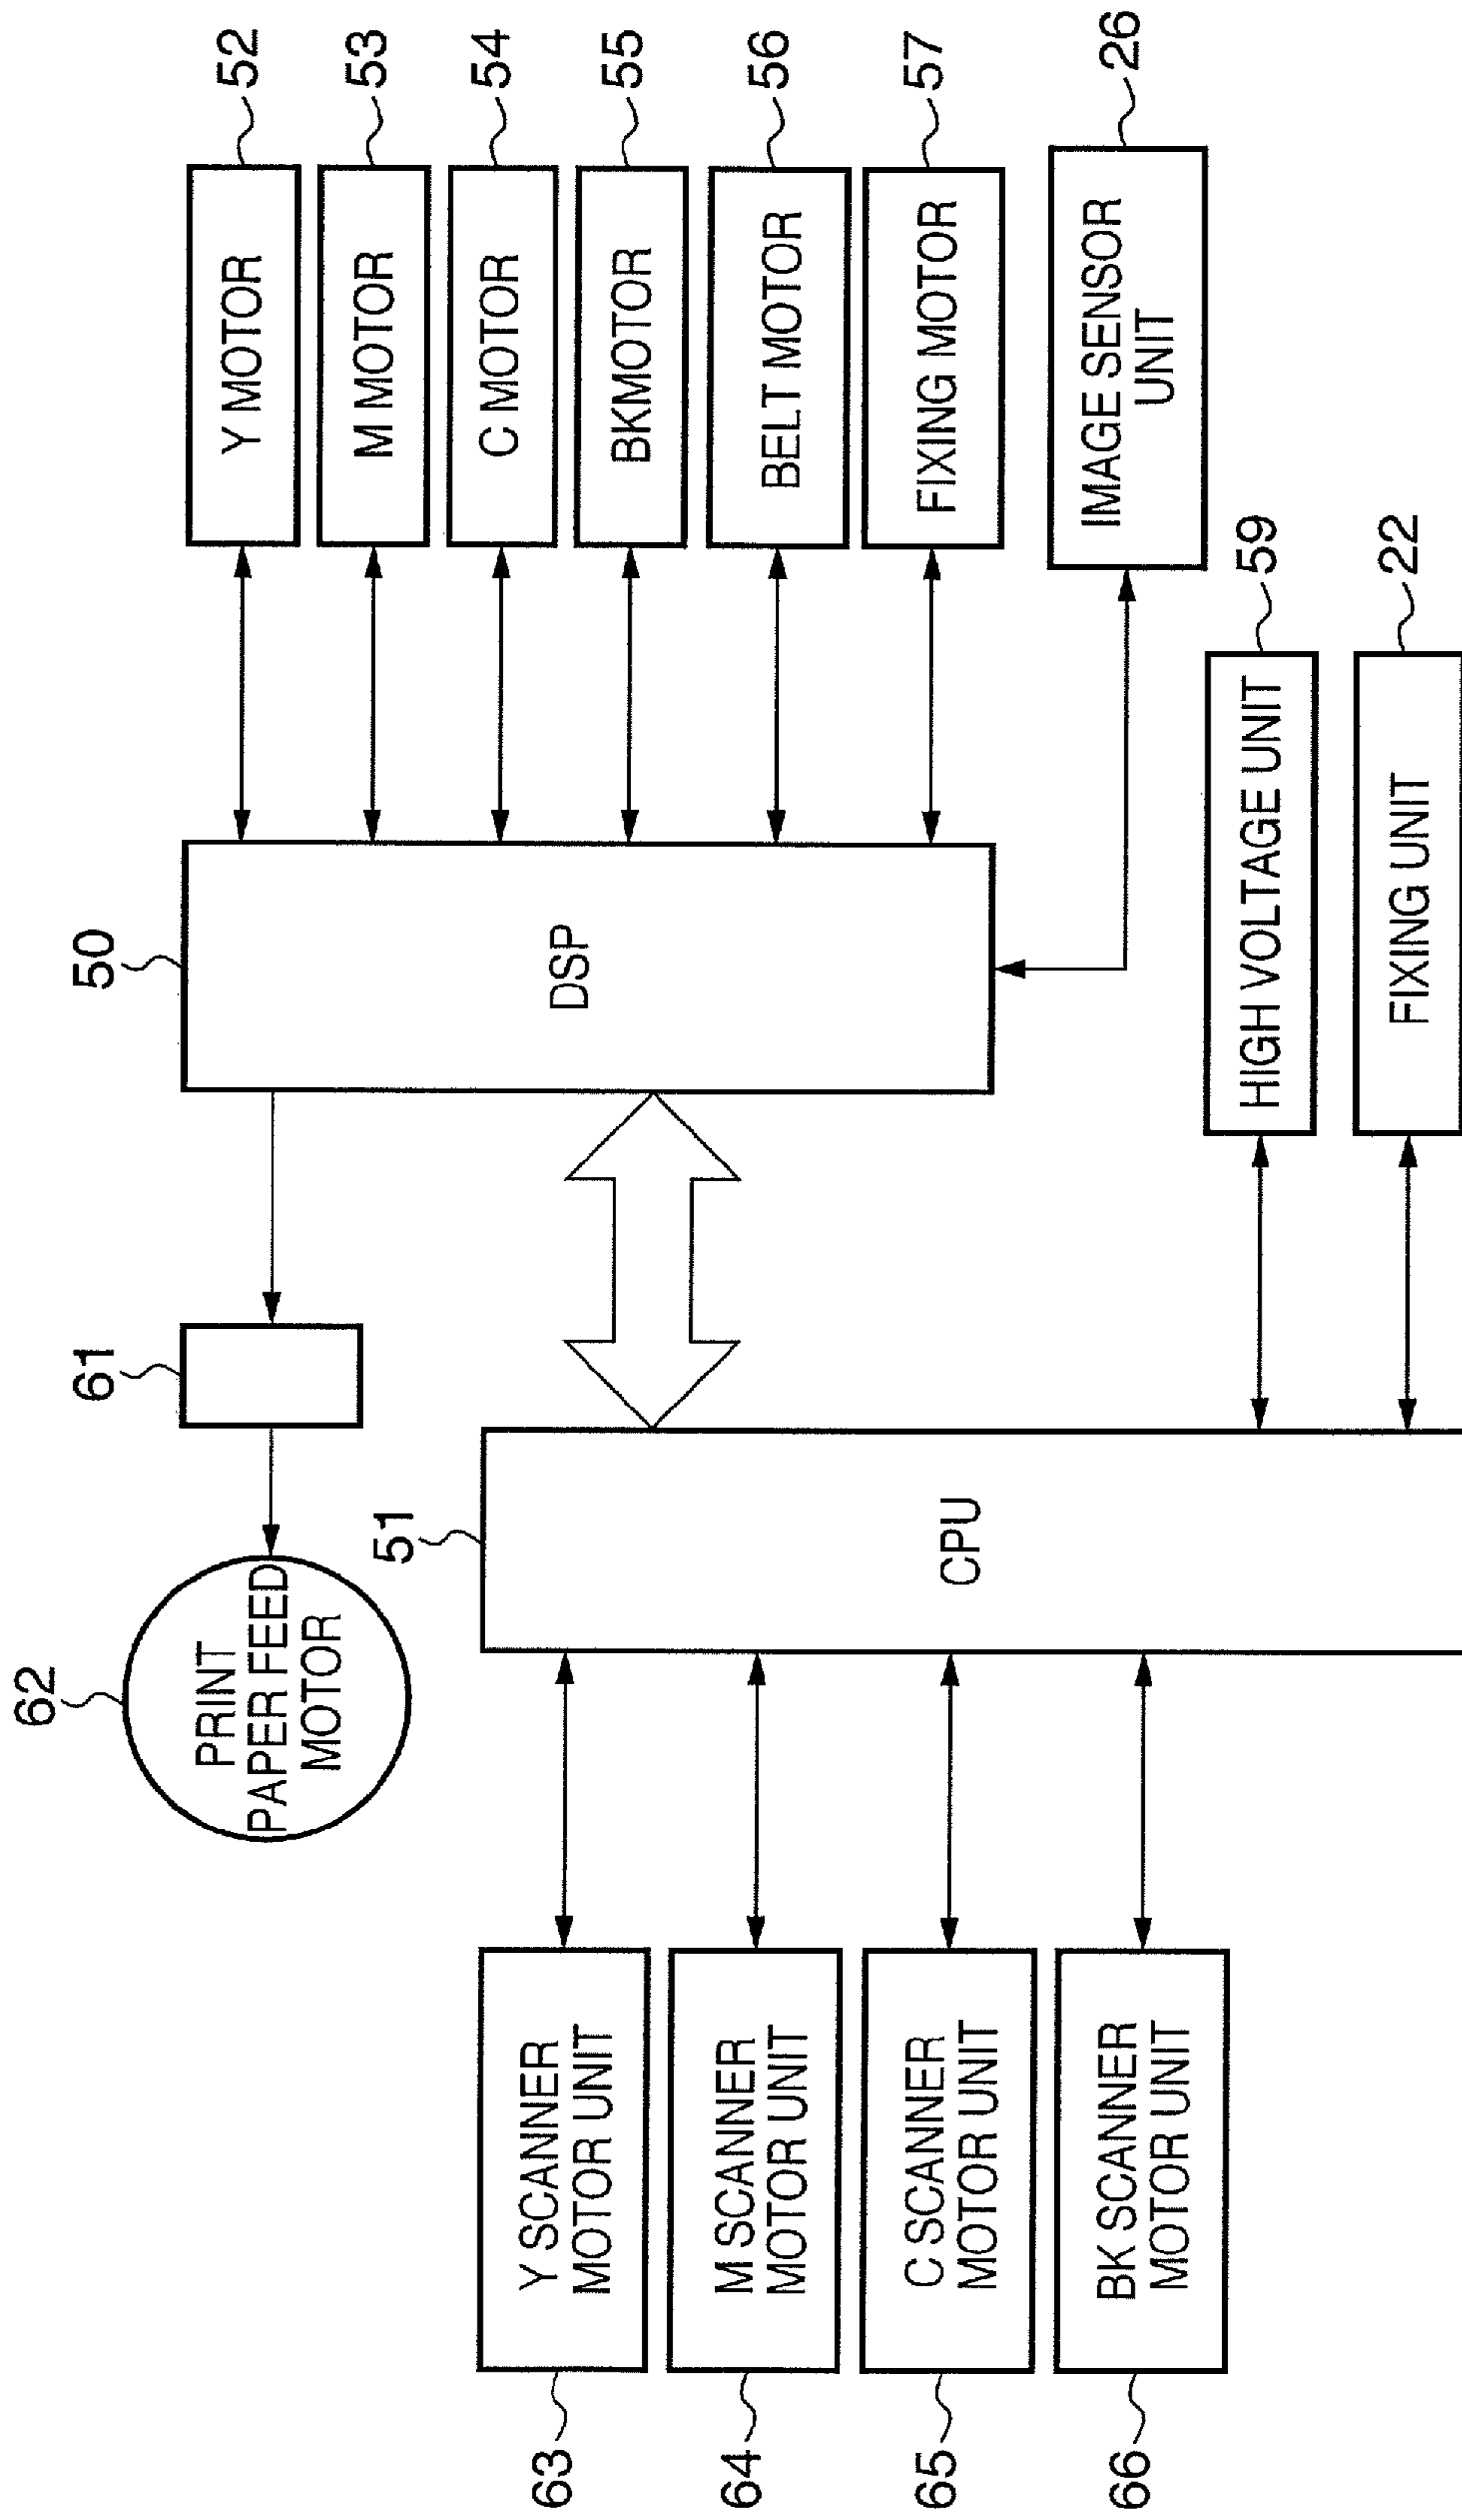 62
PRINT
PAPER FEED
MOTOR
61
50
DSP
Y MOTOR
52
M MOTOR
53
C MOTOR
54
BKMOTOR
55
BELT MOTOR
56
FIXING MOTOR
57
IMAGE SENSOR
UNIT
26
51
CPU
63
Y SCANNER
MOTOR UNIT
64
M SCANNER
MOTOR UNIT
65
C SCANNER
MOTOR UNIT
66
BK SCANNER
MOTOR UNIT
HIGH VOLTAGE UNIT
59
FIXING UNIT
22